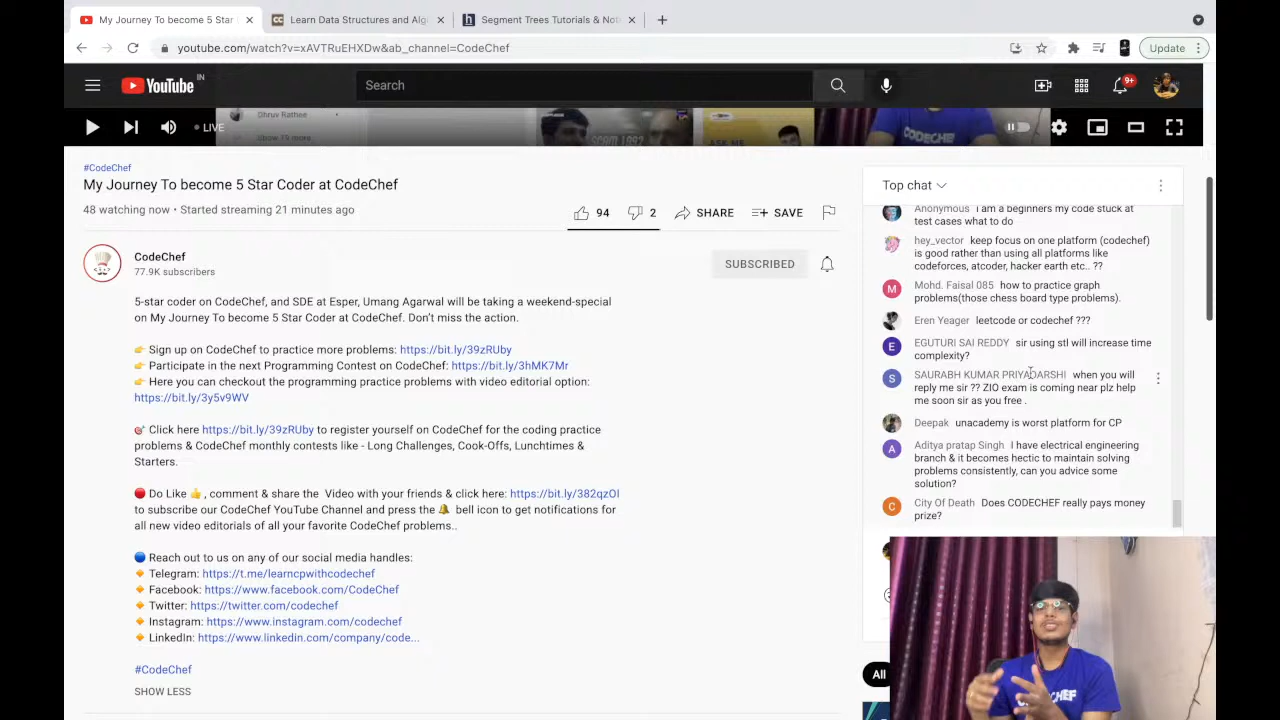 My Journey To become 5 Star
Learn Data Structures and Alg
Segment Trees Tutorials & Not
youtube.com/watch?v=xAVTRuEHXDw&ab_channel=CodeChef
Update
YouTube IN
Search
9+
Dhruv Rathee
Show 79 more
SCAM 1992
ASK ME
CODECHEF
LIVE
#CodeChef
My Journey To become 5 Star Coder at CodeChef
48 watching now • Started streaming 21 minutes ago
94
2
SHARE
SAVE
CodeChef
77.9K subscribers
SUBSCRIBED
5-star coder on CodeChef, and SDE at Esper, Umang Agarwal will be taking a weekend-special
on My Journey To become 5 Star Coder at CodeChef. Don't miss the action.
👉 Sign up on CodeChef to practice more problems: https://bit.ly/39zRUby
👉 Participate in the next Programming Contest on CodeChef: https://bit.ly/3hMK7Mr
👉 Here you can checkout the programming practice problems with video editorial option:
https://bit.ly/3y5v9WV
🎯 Click here https://bit.ly/39zRUby to register yourself on CodeChef for the coding practice
problems & CodeChef monthly contests like - Long Challenges, Cook-Offs, Lunchtimes &
Starters.
🔴 Do Like 👍, comment & share the Video with your friends & click here: https://bit.ly/382qzOl
to subscribe our CodeChef YouTube Channel and press the 🔔 bell icon to get notifications for
all new video editorials of all your favorite CodeChef problems..
🔵 Reach out to us on any of our social media handles:
🔸 Telegram: https://t.me/learncpwithcodechef
🔸 Facebook: https://www.facebook.com/CodeChef
🔸 Twitter: https://twitter.com/codechef
🔸 Instagram: https://www.instagram.com/codechef
🔸 LinkedIn: https://www.linkedin.com/company/code...
#CodeChef
SHOW LESS
Top chat
Anonymous i am a beginners my code stuck at
test cases what to do
hey_vector keep focus on one platform (codechef)
is good rather than using all platforms like
codeforces, atcoder, hacker earth etc.. ??
M
Mohd. Faisal 085 how to practice graph
problems(those chess board type problems).
Eren Yeager leetcode or codechef ???
E
EGUTURI SAI REDDY sir using stl will increase time
complexity?
S
SAURABH KUMAR PRIYADARSHI when you will
reply me sir ?? ZIO exam is coming near plz help
me soon sir as you free .
Deepak unacademy is worst platform for CP
A
Aditya pratap Singh I have electrical engineering
branch & it becomes hectic to maintain solving
problems consistently, can you advice some
solution?
C
City Of Death Does CODECHEF really pays money
prize?
All